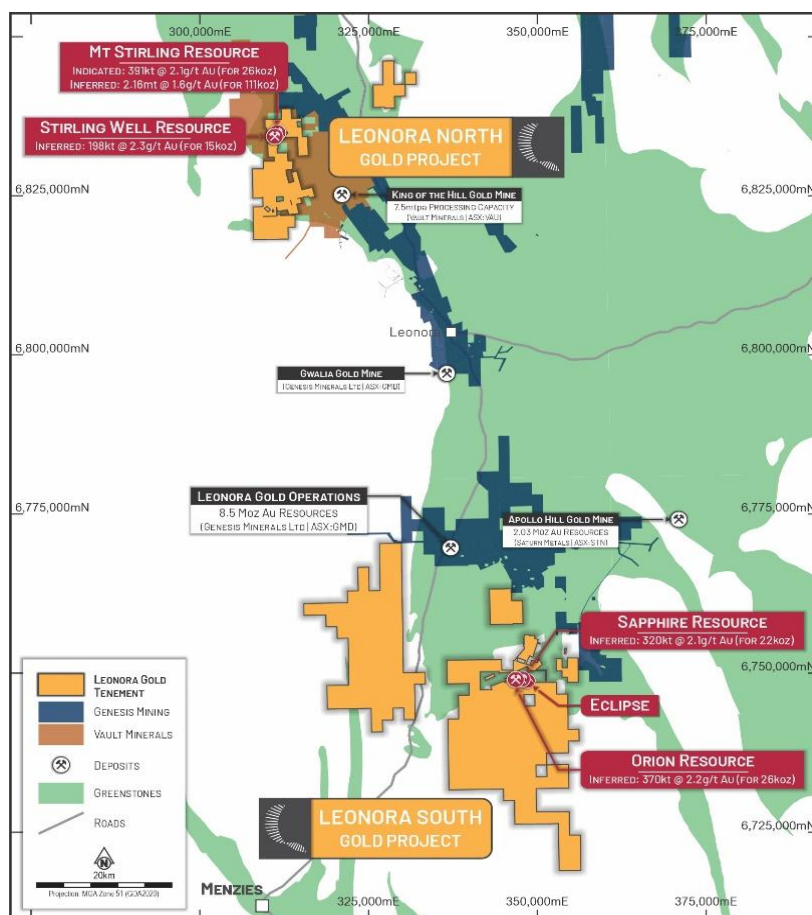 300,000mE
325,000mE
350,000mE
375,000mE
Mt Stirling Resource
Indicated: 391kt @ 2.1g/t Au (for 26koz)
Inferred: 2.16mt @ 1.6g/t Au (for 111koz)
Stirling Well Resource
Inferred: 198kt @ 2.3g/t Au (for 15koz)
Leonora North
Gold Project
6,825,000mN
6,825,000mN
King of the Hill Gold Mine
7.5mtpa Processing Capacity
(Vault Minerals | ASX:VAU)
Leonora
6,800,000mN
6,800,000mN
Gwalia Gold Mine
(Genesis Minerals Ltd | ASX:GMD)
6,775,000mN
6,775,000mN
Leonora Gold Operations
8.5 Moz Au Resources
(Genesis Minerals Ltd | ASX:GMD)
Apollo Hill Gold Mine
2.03 Moz Au Resources
(Saturn Metals | ASX:STN)
Sapphire Resource
Inferred: 320kt @ 2.1g/t Au (for 22koz)
6,750,000mN
Eclipse
Orion Resource
Inferred: 370kt @ 2.2g/t Au (for 26koz)
Leonora Gold
Tenement
Genesis Mining
Vault Minerals
Deposits
Greenstones
Roads
N
20km
Projection: MGA Zone 51 (GDA2020)
Leonora South
Gold Project
6,725,000mN
Menzies
325,000mE
350,000mE
375,000mE